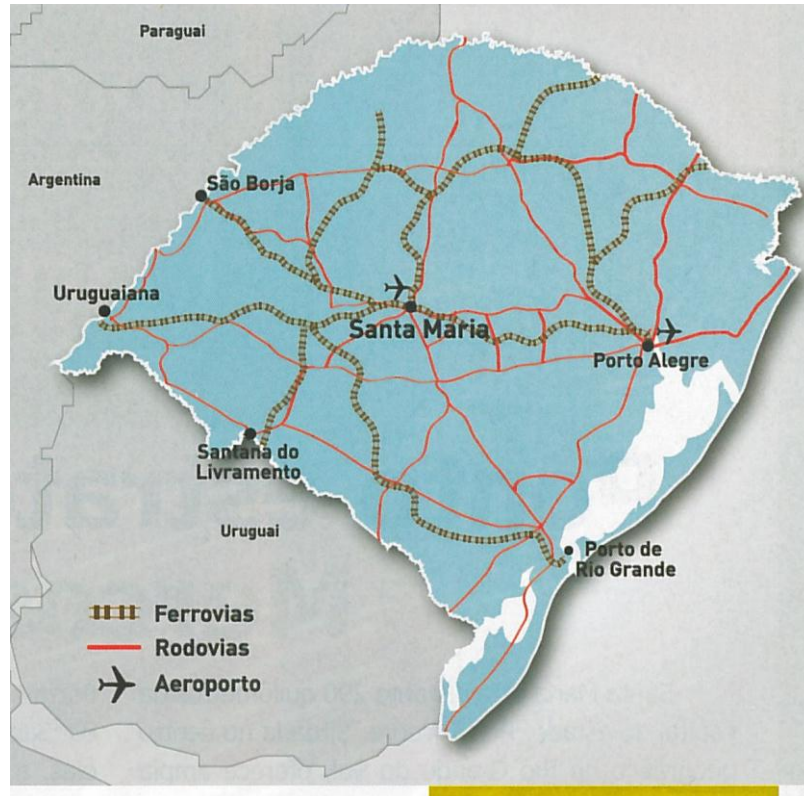 Paraguai
Argentina
São Borja
Uruguaiana
Santa Maria
Porto Alegre
Santana do
Livramento
Uruguai
Porto de
Rio Grande
Ferrovias
Rodovias
Aeroporto